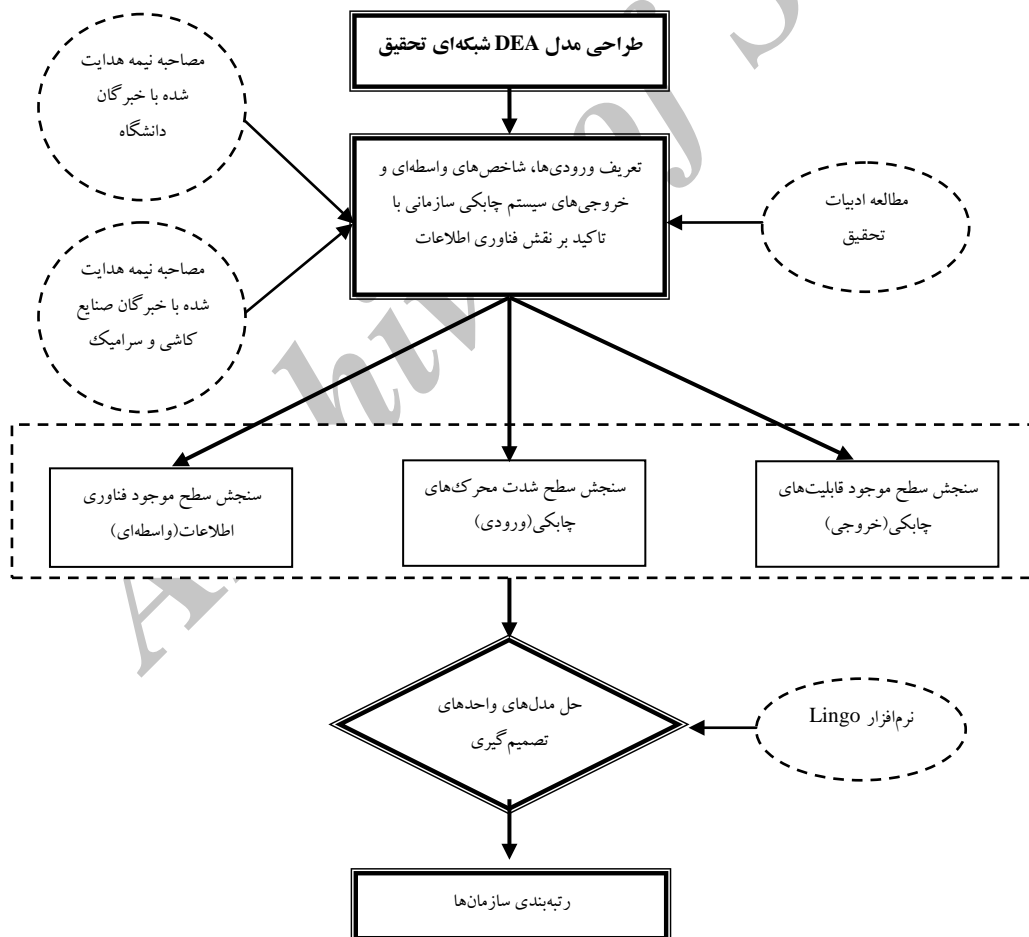 طراحی مدل DEA شبکه‌ای تحقیق
مصاحبه نیمه هدایت
شده با خبرگان
دانشگاه
تعریف ورودی‌ها، شاخص‌های واسطه‌ای و
خروجی‌های سیستم چابکی سازمانی با
تاکید بر نقش فناوری اطلاعات
مطالعه ادبیات
تحقیق
مصاحبه نیمه هدایت
شده با خبرگان صنایع
کاشی و سرامیک
سنجش سطح موجود قابلیت‌های
چابکی(خروجی)
سنجش سطح شدت محرک‌های
چابکی(ورودی)
سنجش سطح موجود فناوری
اطلاعات(واسطه‌ای)
حل مدل‌های واحدهای
تصمیم‌گیری
نرم‌افزار Lingo
رتبه‌بندی سازمان‌ها